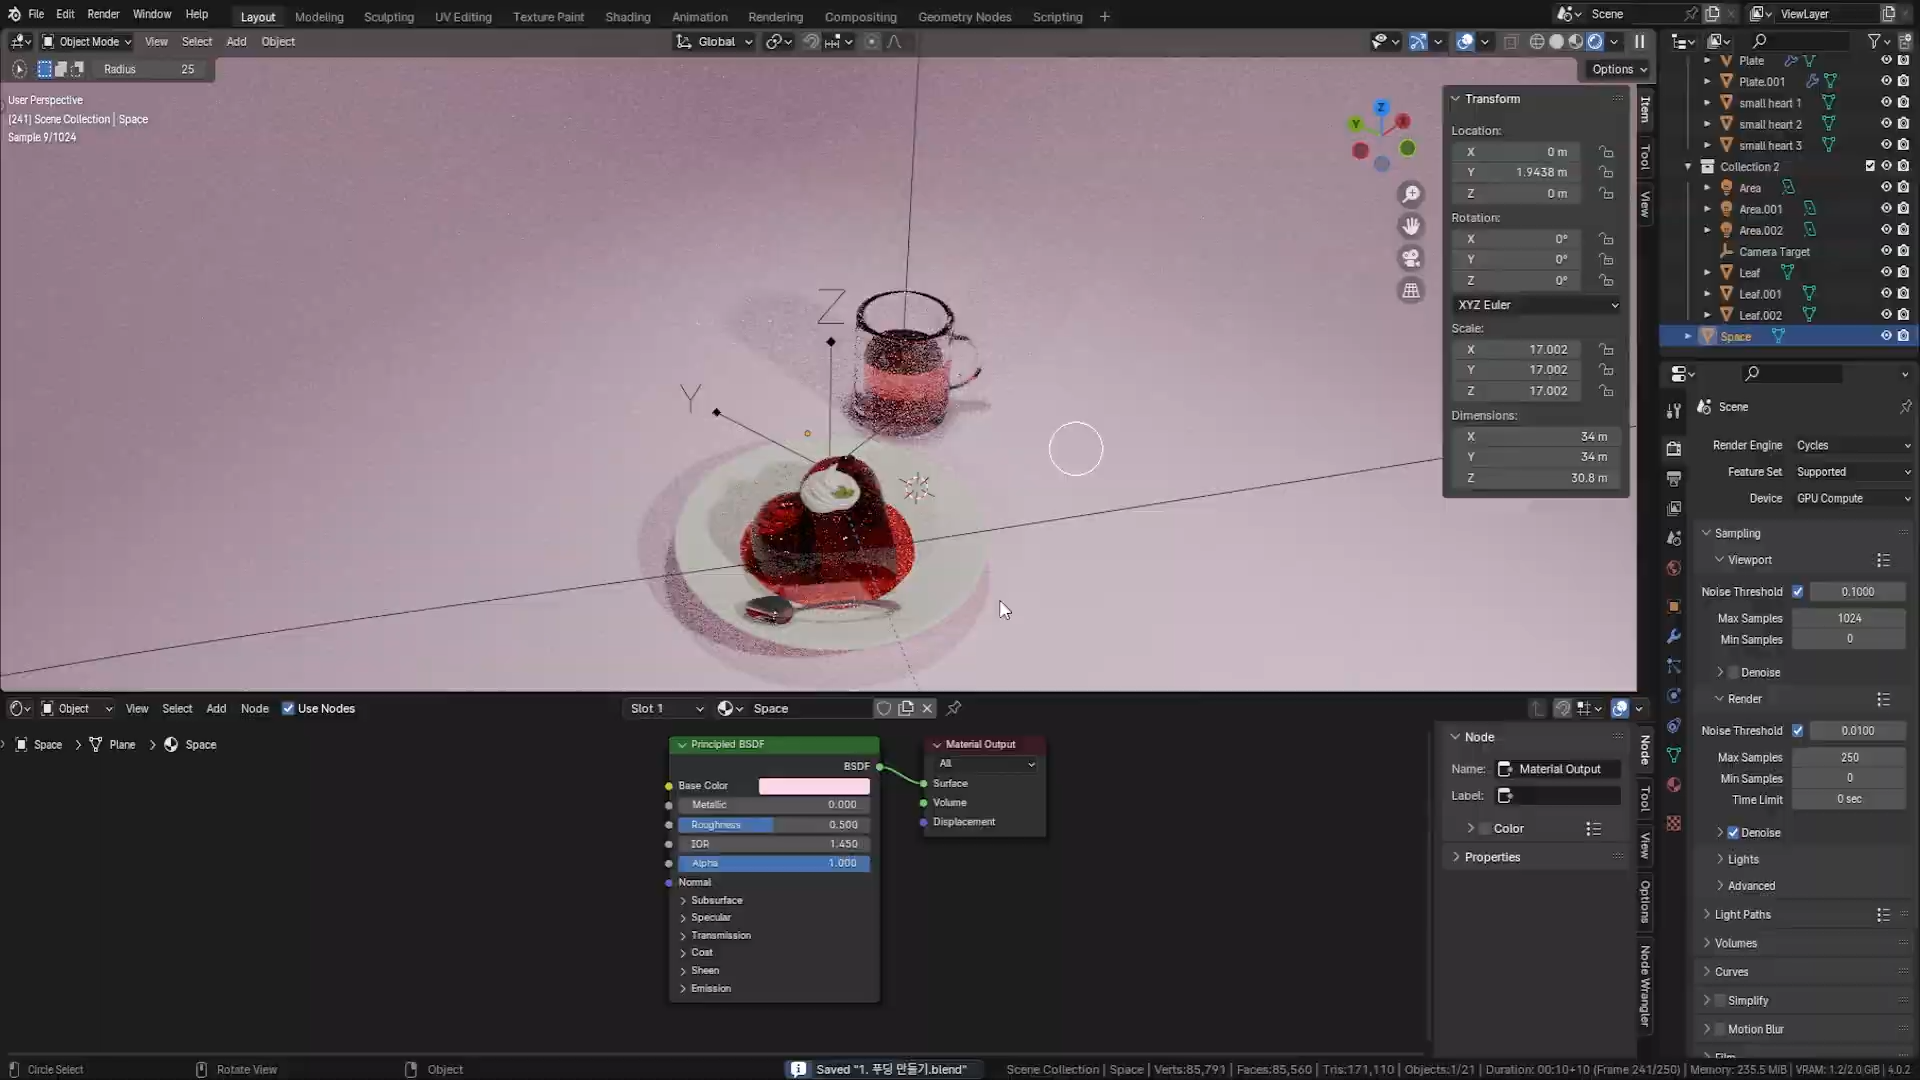 File Edit Render Window Help Layout Modeling Sculpting UV Editing Texture Paint Shading Animation Rendering Compositing Geometry Nodes Scripting + Scene ViewLayer
Object Mode View Select Add Object Global
Radius 25 Options
User Perspective
[241) Scene Collection | Space
Sample 9/1024
Z
Y
Z
Y
Transform
Location:
X 0 m
Y 1.9438 m
Z 0 m
Rotation:
X 0°
Y 0°
Z 0°
XYZ Euler
Scale:
X 17.002
Y 17.002
Z 17.002
Dimensions:
X 34 m
Y 34 m
Z 30.8 m
Item
Tool
View
Plate
Plate.001
small heart 1
small heart 2
small heart 3
Collection 2
Area
Area.001
Area.002
Camera Target
Leaf
Leaf.001
Leaf.002
Space
Scene
Render Engine Cycles
Feature Set Supported
Device GPU Compute
Sampling
Viewport
Noise Threshold 0.1000
Max Samples 1024
Min Samples 0
Denoise
Render
Noise Threshold 0.0100
Max Samples 250
Min Samples 0
Time Limit 0 sec
Denoise
Lights
Advanced
Light Paths
Volumes
Curves
Simplify
Motion Blur
Film
Object View Select Add Node Use Nodes Slot 1 Space
Space > Plane > Space
Principled BSDF
BSDF
Base Color
Metallic 0.000
Roughness 0.500
IOR 1.450
Alpha 1.000
Normal
Subsurface
Specular
Transmission
Coat
Sheen
Emission
Material Output
All
Surface
Volume
Displacement
Node
Name: Material Output
Label:
Color
Properties
Node
Tool
View
Options
Node Wrangler
Circle Select Rotate View Object Saved "1. 푸딩 만들기.blend" Scene Collection | Space | Verts:85,791 | Faces:85,560 | Tris:171,110 | Objects:1/21 | Duration: 00:10+10 (Frame 241/250) | Memory: 235.5 MiB | VRAM: 1.2/2.0 GiB | 4.0.2